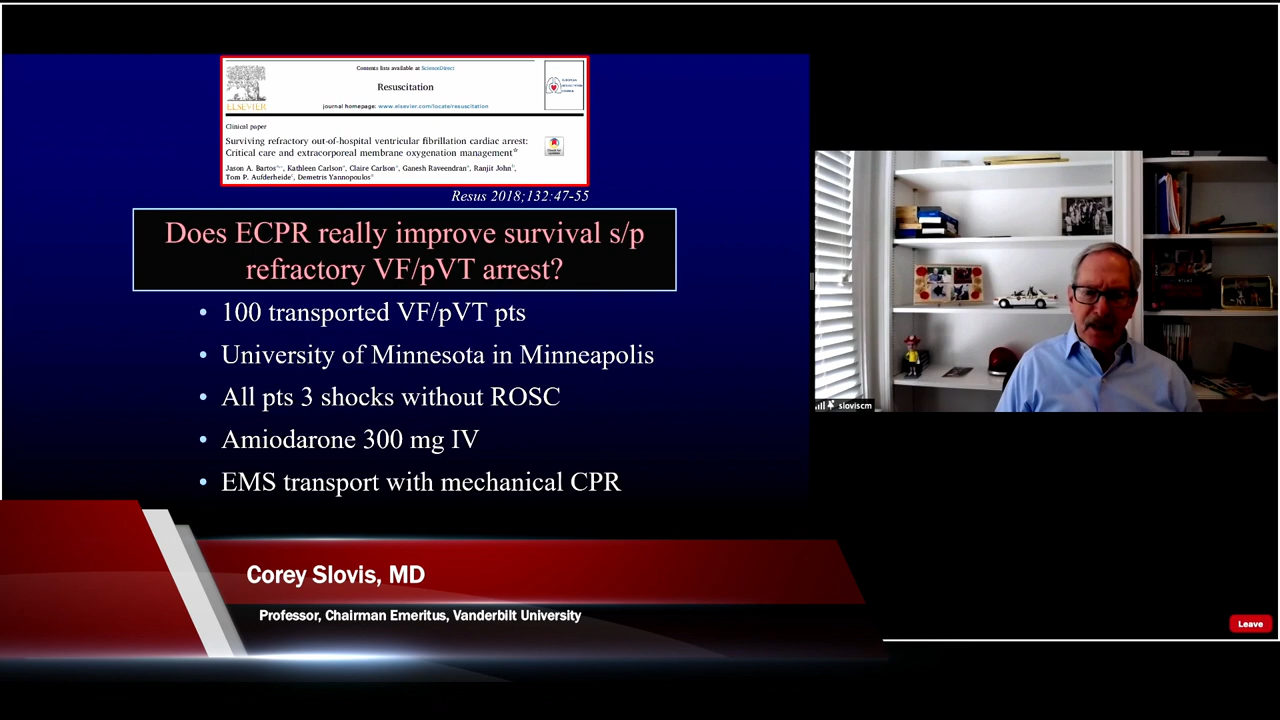 Contents lists available at ScienceDirect
Resuscitation
ELSEVIER
journal homepage: www.elsevier.com/locate/resuscitation
Clinical paper
Surviving refractory out-of-hospital ventricular fibrillation cardiac arrest:
Critical care and extracorporeal membrane oxygenation management
Jason A. Bartos, Kathleen Carlson, Claire Carlson, Ganesh Raveendran, Ranjit John,
Tom P. Aufderheide, Demetris Yannopoulos
Resus 2018;132:47-55
Does ECPR really improve survival s/p
refractory VF/pVT arrest?
• 100 transported VF/pVT pts
• University of Minnesota in Minneapolis
• All pts 3 shocks without ROSC
• Amiodarone 300 mg IV
• EMS transport with mechanical CPR
sloviscm
Corey Slovis, MD
Professor, Chairman Emeritus, Vanderbilt University
Leave